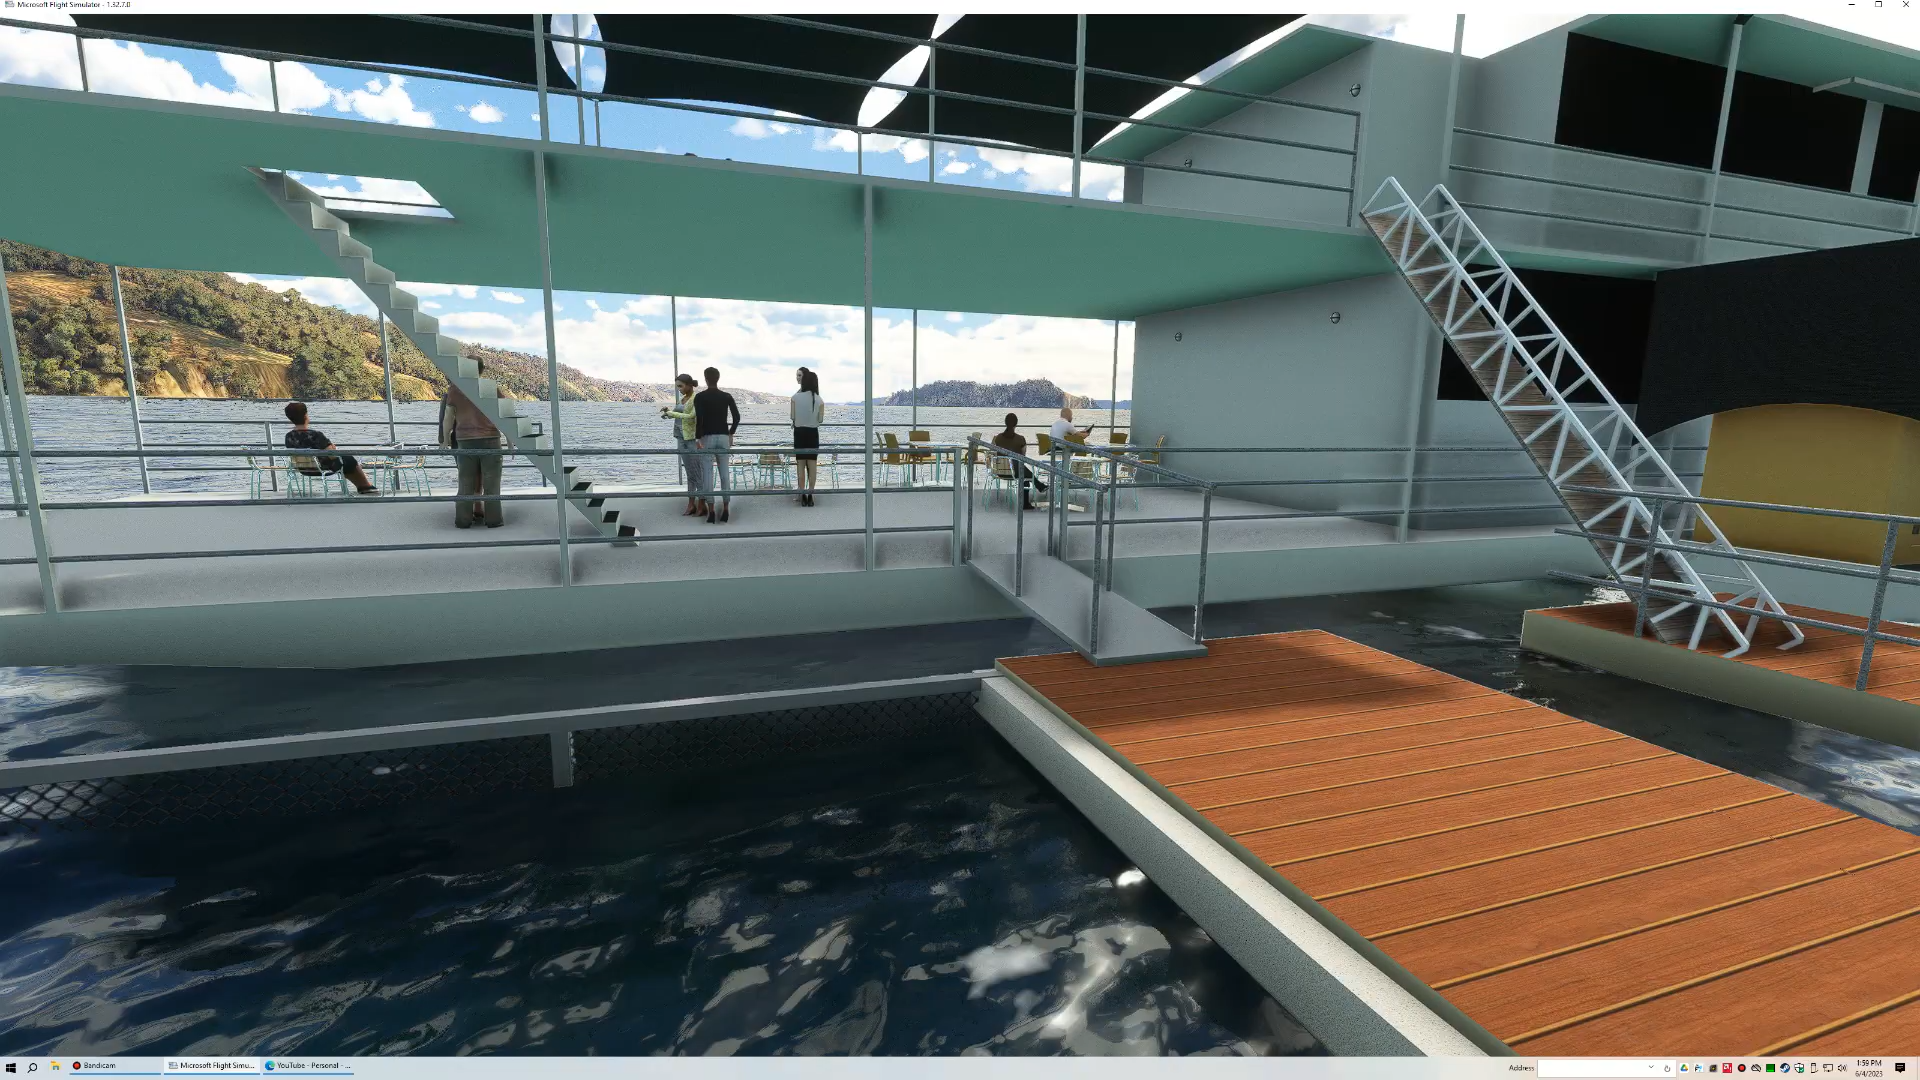 Microsoft Flight Simulator - 1.32.7.0
Bandicam
Microsoft Flight Simu...
YouTube - Personal - ...
Address
1:59 PM
6/4/2023